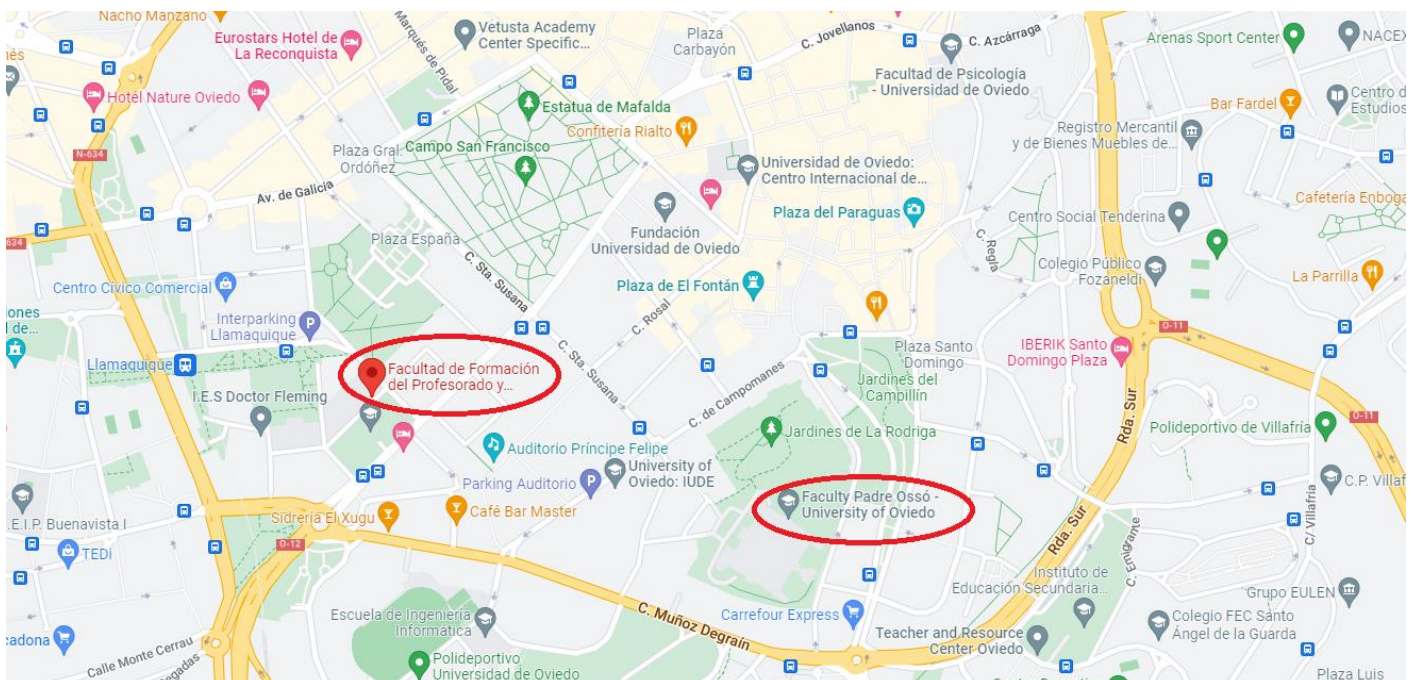 Nacho Manzano
Eurostars Hotel de
La Reconquista
Marqués de Pidal
Vetusta Academy
Center Specific...
Plaza
Carbayón
C. Jovellanos
C. Azcárraga
Arenas Sport Center
NACEX
Hotel Nature Oviedo
Estatua de Mafalda
Facultad de Psicología
- Universidad de Oviedo
Bar Fardel
Centro d
Estudios
N-634
Plaza Gral.
Ordóñez
Campo San Francisco
Confitería Rialto
Registro Mercantil
y de Bienes Muebles de...
Universidad de Oviedo:
Centro Internacional de...
Av. de Galicia
Plaza del Paraguas
Centro Social Tenderina
Cafetería Enboga
634
Plaza España
Fundación
Universidad de Oviedo
C. Regla
C. Sta. Susana
Colegio Público
Fozaneldi
La Parrilla
Centro Cívico Comercial
Plaza de El Fontán
iones
l de...
Interparking
Llamaquique
C. Rosal
O-11
Llamaquique
C. Sta. Susana
Plaza Santo
Domingo
IBERIK Santo
Domingo Plaza
Facultad de Formación
del Profesorado y...
I.E.S Doctor Fleming
C. de Campomanes
Jardines del
Campillín
Rda. Sur
O-11
Auditorio Príncipe Felipe
Jardines de La Rodriga
Polideportivo de Villafría
University of
Oviedo: IUDE
Parking Auditorio
Faculty Padre Ossó -
University of Oviedo
C.P. Villaf
.E.I.P. Buenavista I
Sidrería El Xugu
Café Bar Master
C/ Villafría
TEDi
O-12
Rda. Sur
C. Emigrante
Instituto de
Educación Secundaria...
Escuela de Ingeniería
Informática
C. Muñoz Degraín
Carrefour Express
Grupo EULEN
cadona
Calle Monte Cerrau
Teacher and Resource
Center Oviedo
Colegio FEC Santo
Ángel de la Guarda
Polideportivo
Universidad de Oviedo
Plaza Luis